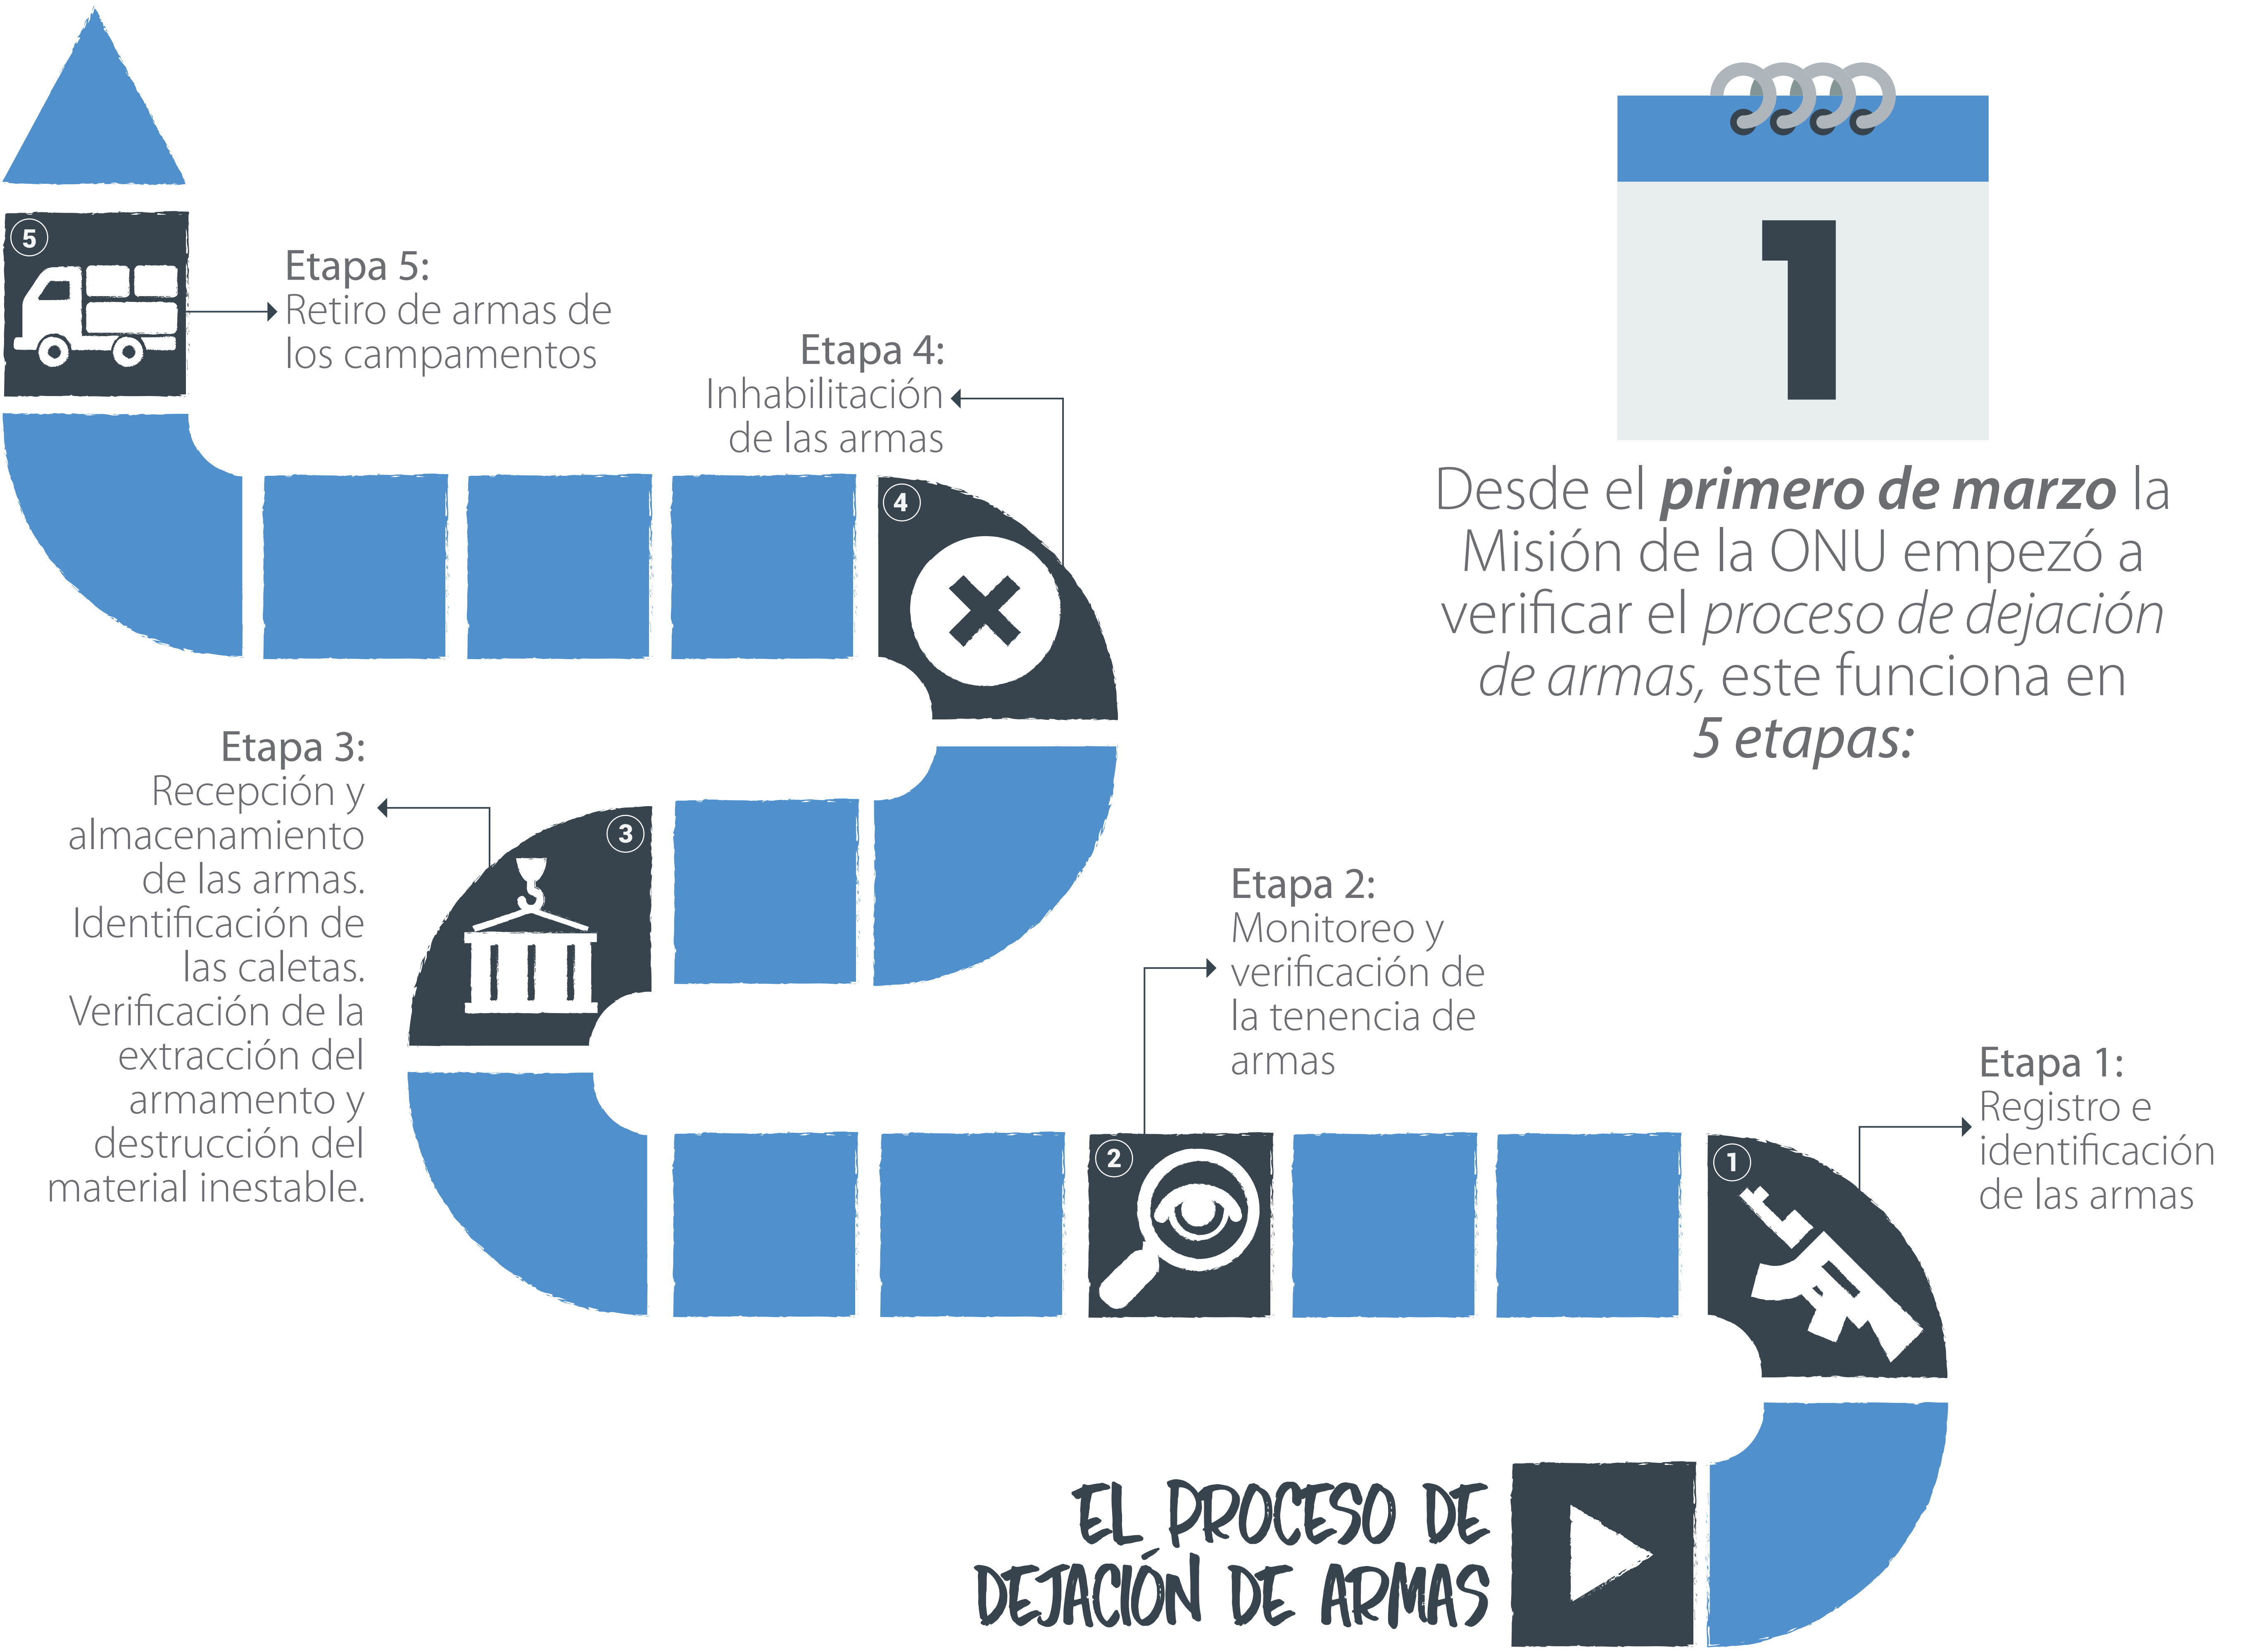 1
Desde el primero de marzo la
Misión de la ONU empezó a
verificar el proceso de dejación
de armas, este funciona en
5 etapas:
5
Etapa 5:
Retiro de armas de
los campamentos
Etapa 4:
Inhabilitación
de las armas
4
Etapa 3:
Recepción y
almacenamiento
de las armas.
Identificación de
las caletas.
Verificación de la
extracción del
armamento y
destrucción del
material inestable.
3
Etapa 2:
Monitoreo y
verificación de
la tenencia de
armas
2
Etapa 1:
Registro e
identificación
de las armas
1
EL PROCESO DE
DEJACIÓN DE ARMAS